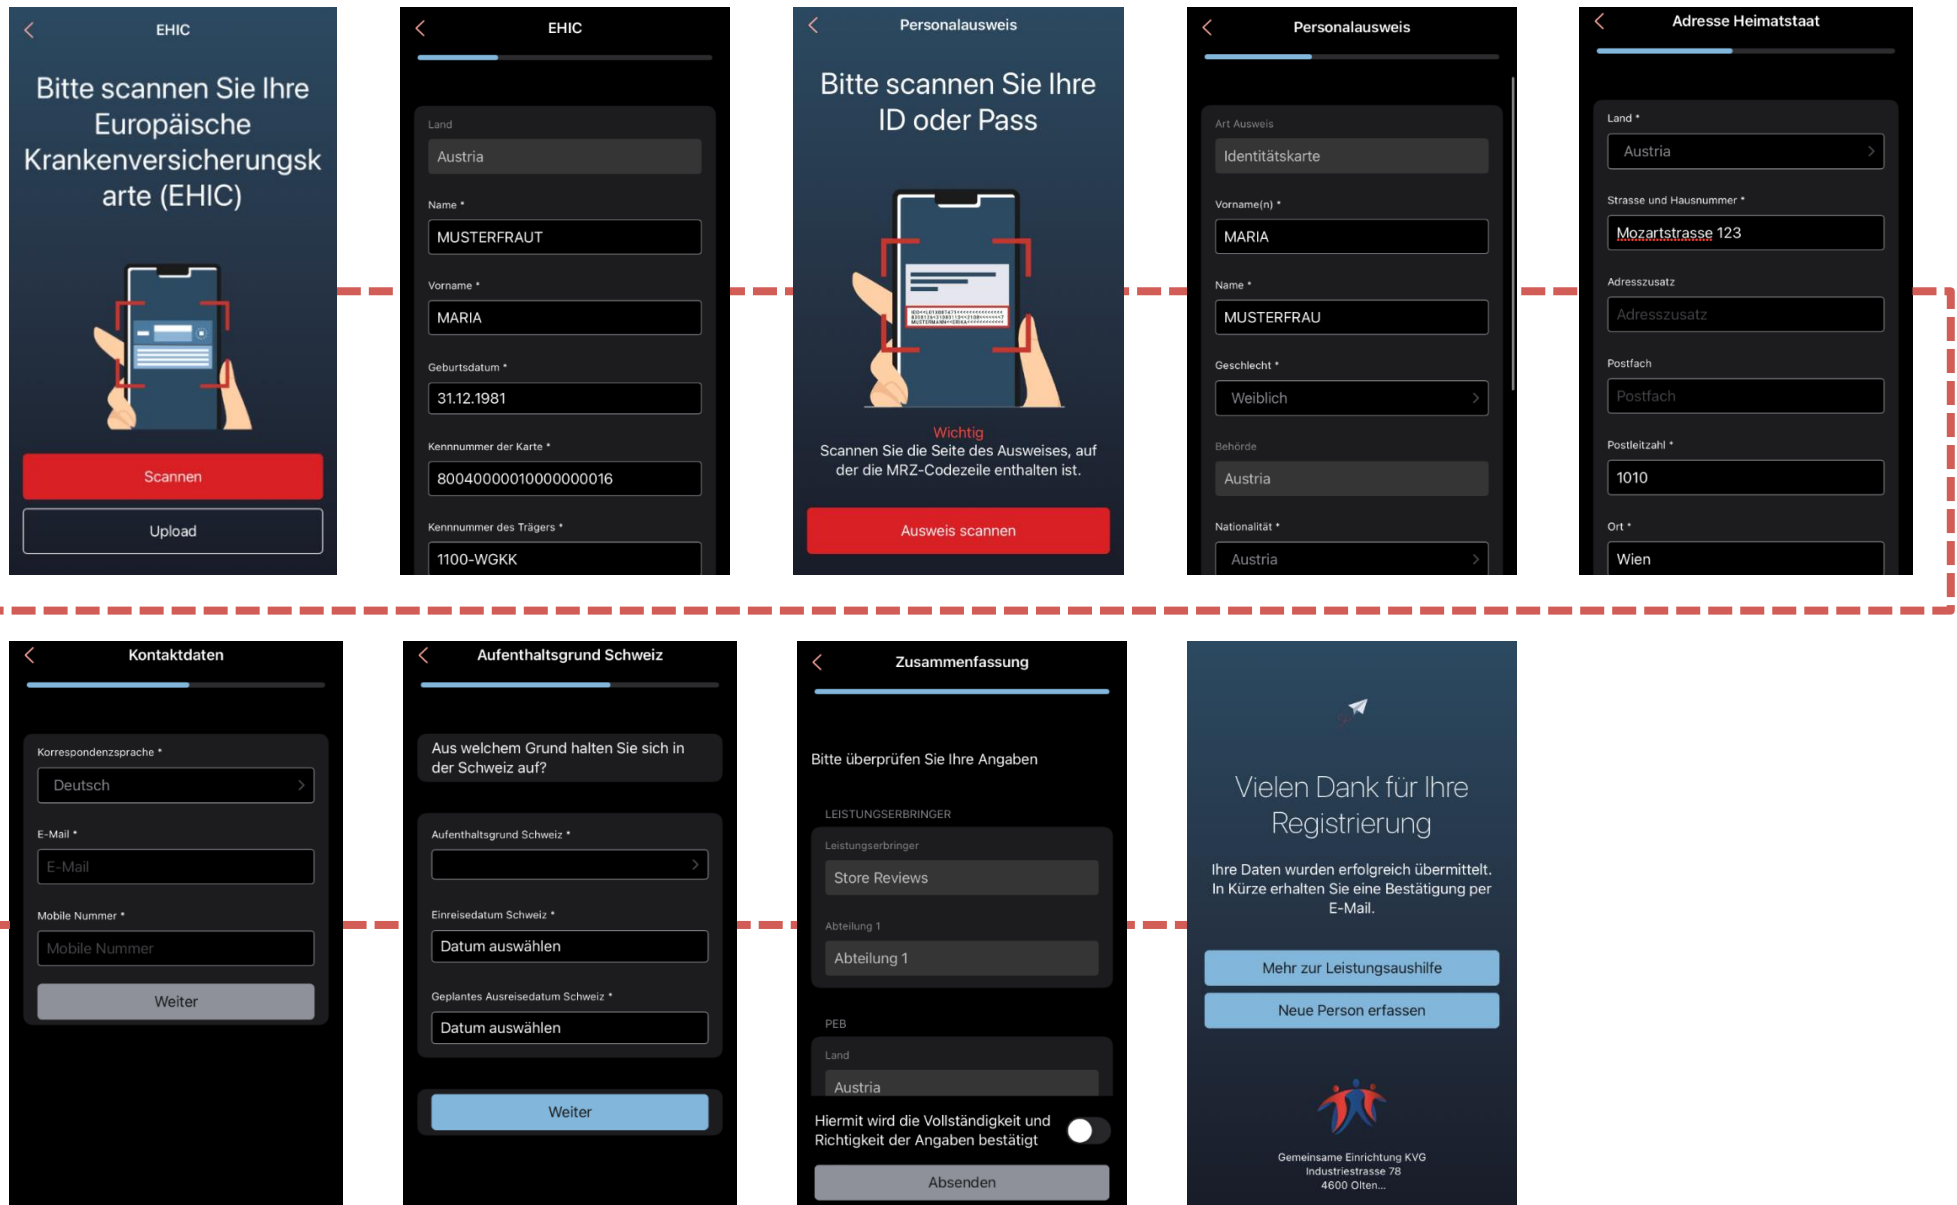 EHIC
Bitte scannen Sie Ihre
Europäische
Krankenversicherungsk
arte (EHIC)
Scannen
Upload
EHIC
Land
Austria
Name *
MUSTERFRAUT
Vorname *
MARIA
Geburtsdatum *
31.12.1981
Kennnummer der Karte *
80040000010000000016
Kennnummer des Trägers *
1100-WGKK
Personalausweis
Bitte scannen Sie Ihre
ID oder Pass
Wichtig
Scannen Sie die Seite des Ausweises, auf
der die MRZ-Codezeile enthalten ist.
Ausweis scannen
Personalausweis
Art Ausweis
Identitätskarte
Vorname(n) *
MARIA
Name *
MUSTERFRAU
Geschlecht *
Weiblich
Behörde
Austria
Nationalität *
Austria
Adresse Heimatstaat
Land *
Austria
Strasse und Hausnummer *
Mozartstrasse 123
Adresszusatz
Adresszusatz
Postfach
Postfach
Postleitzahl *
1010
Ort *
Wien
Kontaktdaten
Korrespondenzsprache *
Deutsch
E-Mail *
E-Mail
Mobile Nummer *
Mobile Nummer
Weiter
Aufenthaltsgrund Schweiz
Aus welchem Grund halten Sie sich in
der Schweiz auf?
Aufenthaltsgrund Schweiz *
Einreisedatum Schweiz *
Datum auswählen
Geplantes Ausreisedatum Schweiz *
Datum auswählen
Weiter
Zusammenfassung
Bitte überprüfen Sie Ihre Angaben
LEISTUNGSERBRINGER
Leistungserbringer
Store Reviews
Abteilung 1
Abteilung 1
PEB
Land
Austria
Hiermit wird die Vollständigkeit und
Richtigkeit der Angaben bestätigt
Absenden
Vielen Dank für Ihre
Registrierung
Ihre Daten wurden erfolgreich übermittelt.
In Kürze erhalten Sie eine Bestätigung per
E-Mail.
Mehr zur Leistungsaushilfe
Neue Person erfassen
Gemeinsame Einrichtung KVG
Industriestrasse 78
4600 Olten...